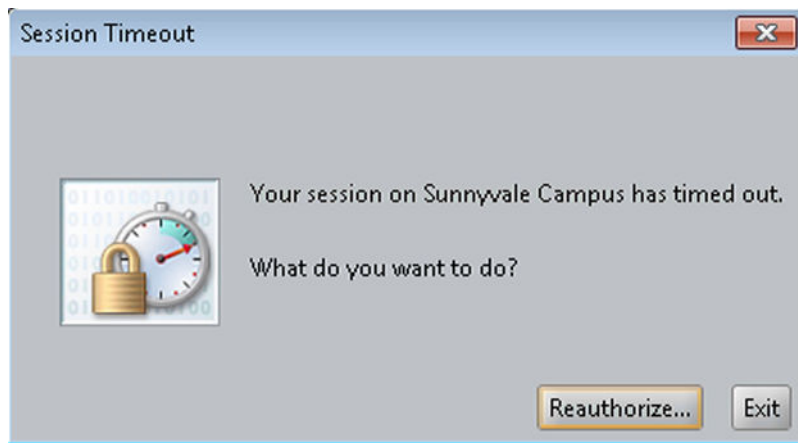 Session Timeout
Your session on Sunnyvale Campus has timed out.
What do you want to do?
Reauthorize...
Exit